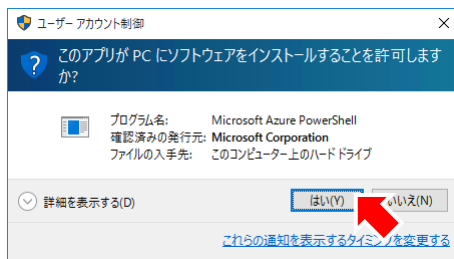 ユーザー アカウント制御
このアプリが PC にソフトウェアをインストールすることを許可します
か?
プログラム名: Microsoft Azure PowerShell
確認済みの発行元: Microsoft Corporation
ファイルの入手先: このコンピューター上のハード ドライブ
詳細を表示する(D)
はい(Y)
いいえ(N)
これらの通知を表示するタイミングを変更する